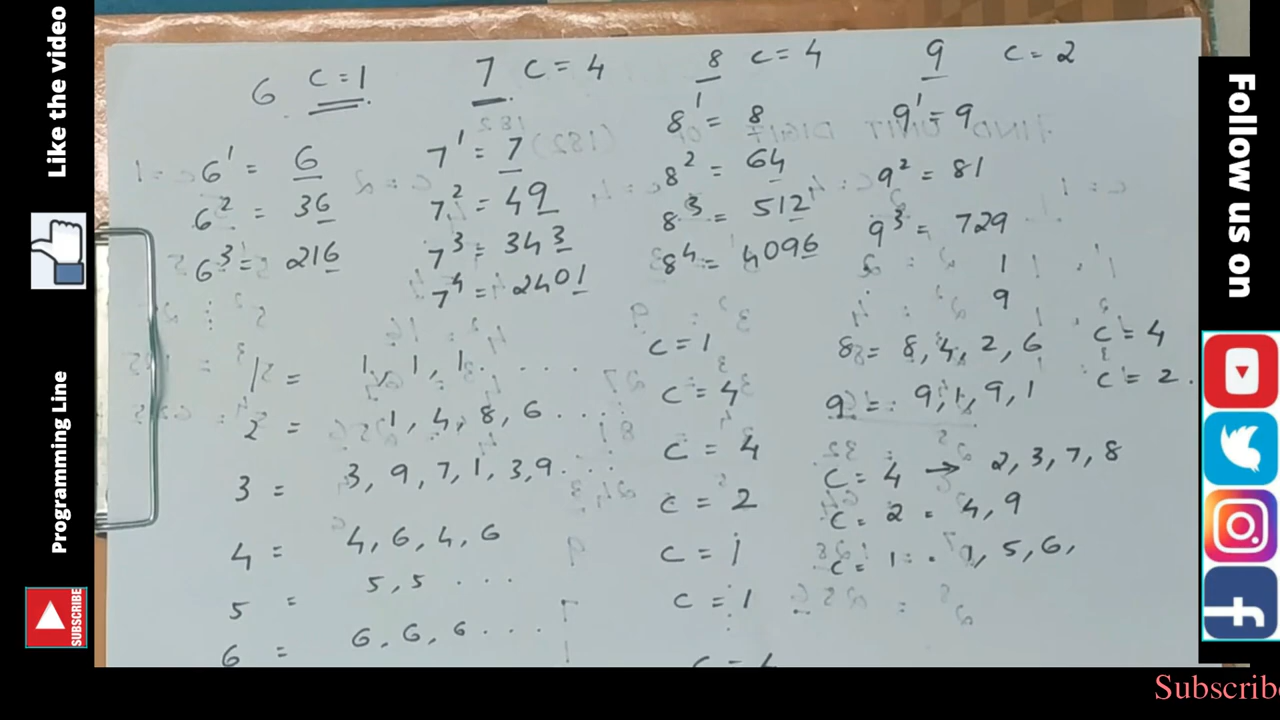 Like the video
Programming Line
SUBSCRIBE
6 C = 1
6¹ = 6
6² = 36
6³ = 216
7 C = 4
7¹ = 7
7² = 49
7³ = 343
7⁴ = 2401
8 C = 4
8¹ = 8
8² = 64
8³ = 512
8⁴ = 4096
9 C = 2
9¹ = 9
9² = 81
9³ = 729
1
9
1 = 1, 1, 1 . . . . C = 1
2 = 1, 4, 8, 6 . . . . C = 4
3 = 3, 9, 7, 1, 3, 9 . . . C = 4
4 = 4, 6, 4, 6 C = 2
5 = 5, 5 . . . C = 1
6 = 6, 6, 6 . . . . C = 1
8 = 8, 4, 2, 6 C = 4
9 = 9, 1, 9, 1 C = 2 .
C = 4 → 2, 3, 7, 8
C = 2 = 4, 9
C = 1 = 1, 5, 6,
Follow us on
Subscribe